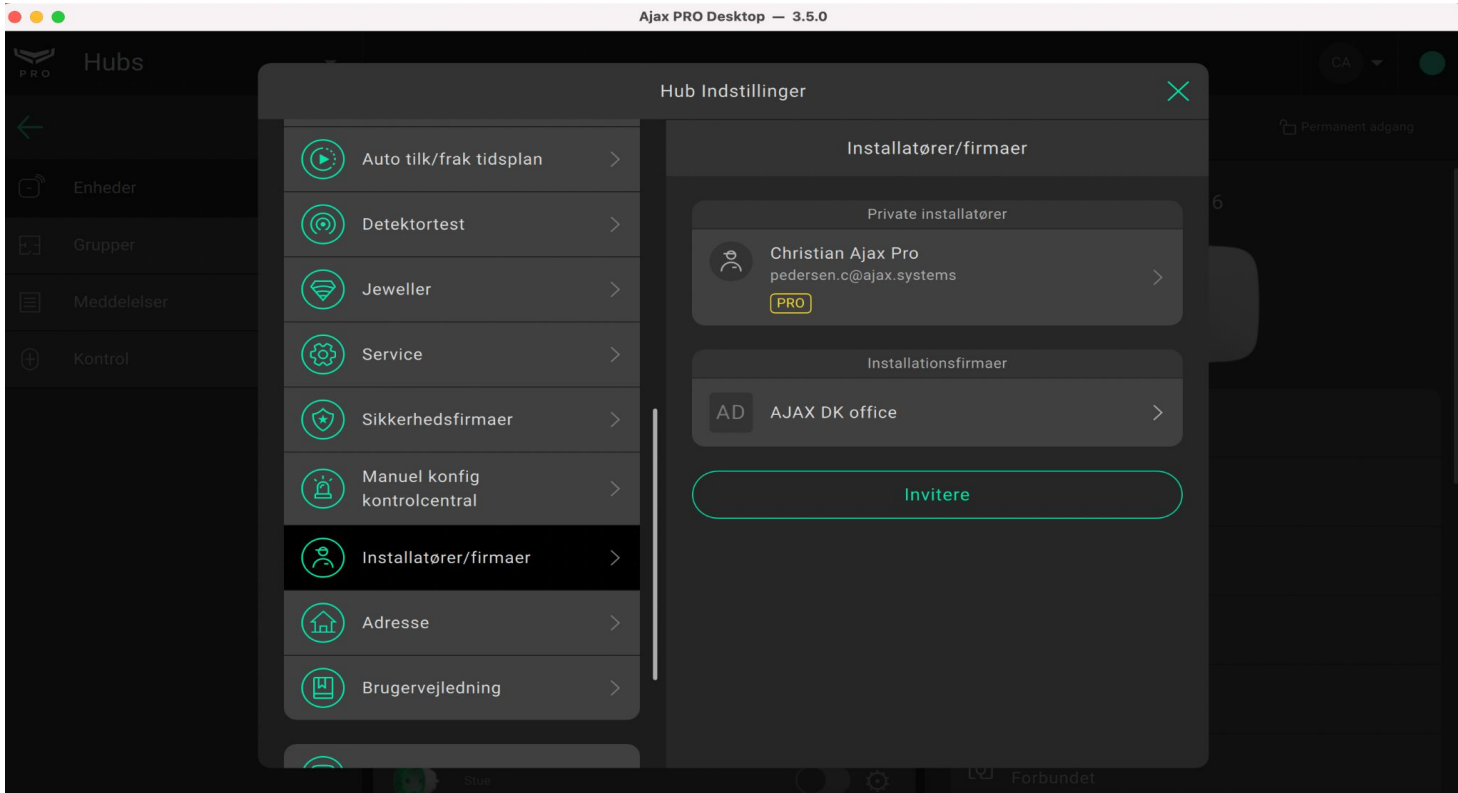 Ajax PRO Desktop — 3.5.0
PRO
Hubs
CA
Hub Indstillinger
Permanent adgang
Enheder
Grupper
Meddelelser
Kontrol
Auto tilk/frak tidsplan
Detektortest
Jeweller
Service
Sikkerhedsfirmaer
Manuel konfig
kontrolcentral
Installatører/firmaer
Adresse
Brugervejledning
Installatører/firmaer
Private installatører
Christian Ajax Pro
pedersen.c@ajax.systems
PRO
Installationsfirmaer
AD
AJAX DK office
Invitere
6
Stue
Forbundet